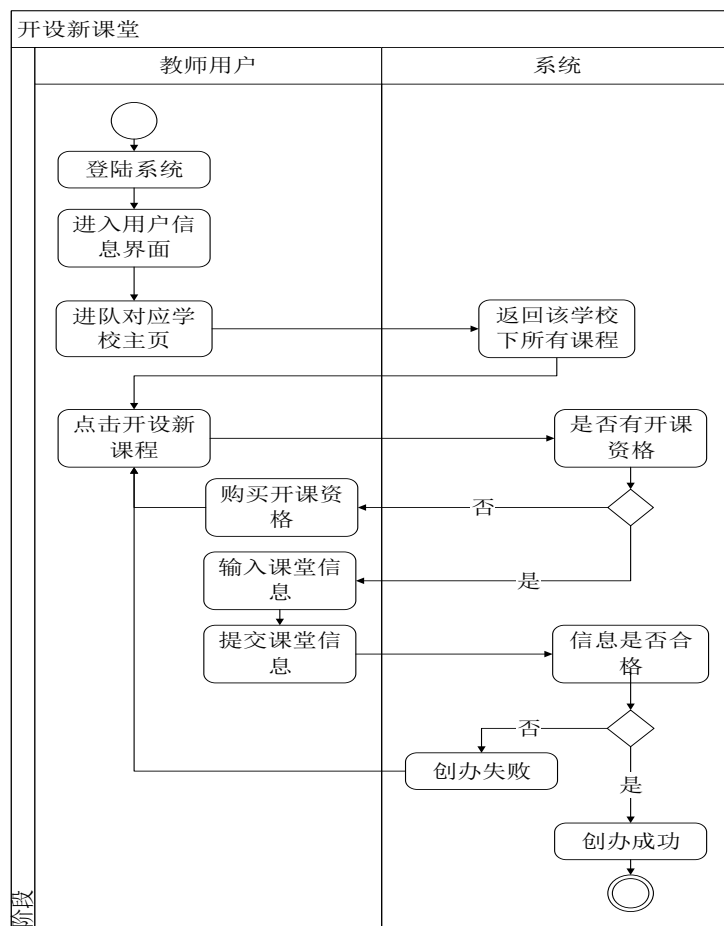 开设新课堂
教师用户
系统
登陆系统
进入用户信
息界面
进队对应学
校主页
返回该学校
下所有课程
点击开设新
课程
是否有开课
资格
购买开课资
格
否
输入课堂信
息
是
提交课堂信
息
信息是否合
格
否
创办失败
是
创办成功
阶段